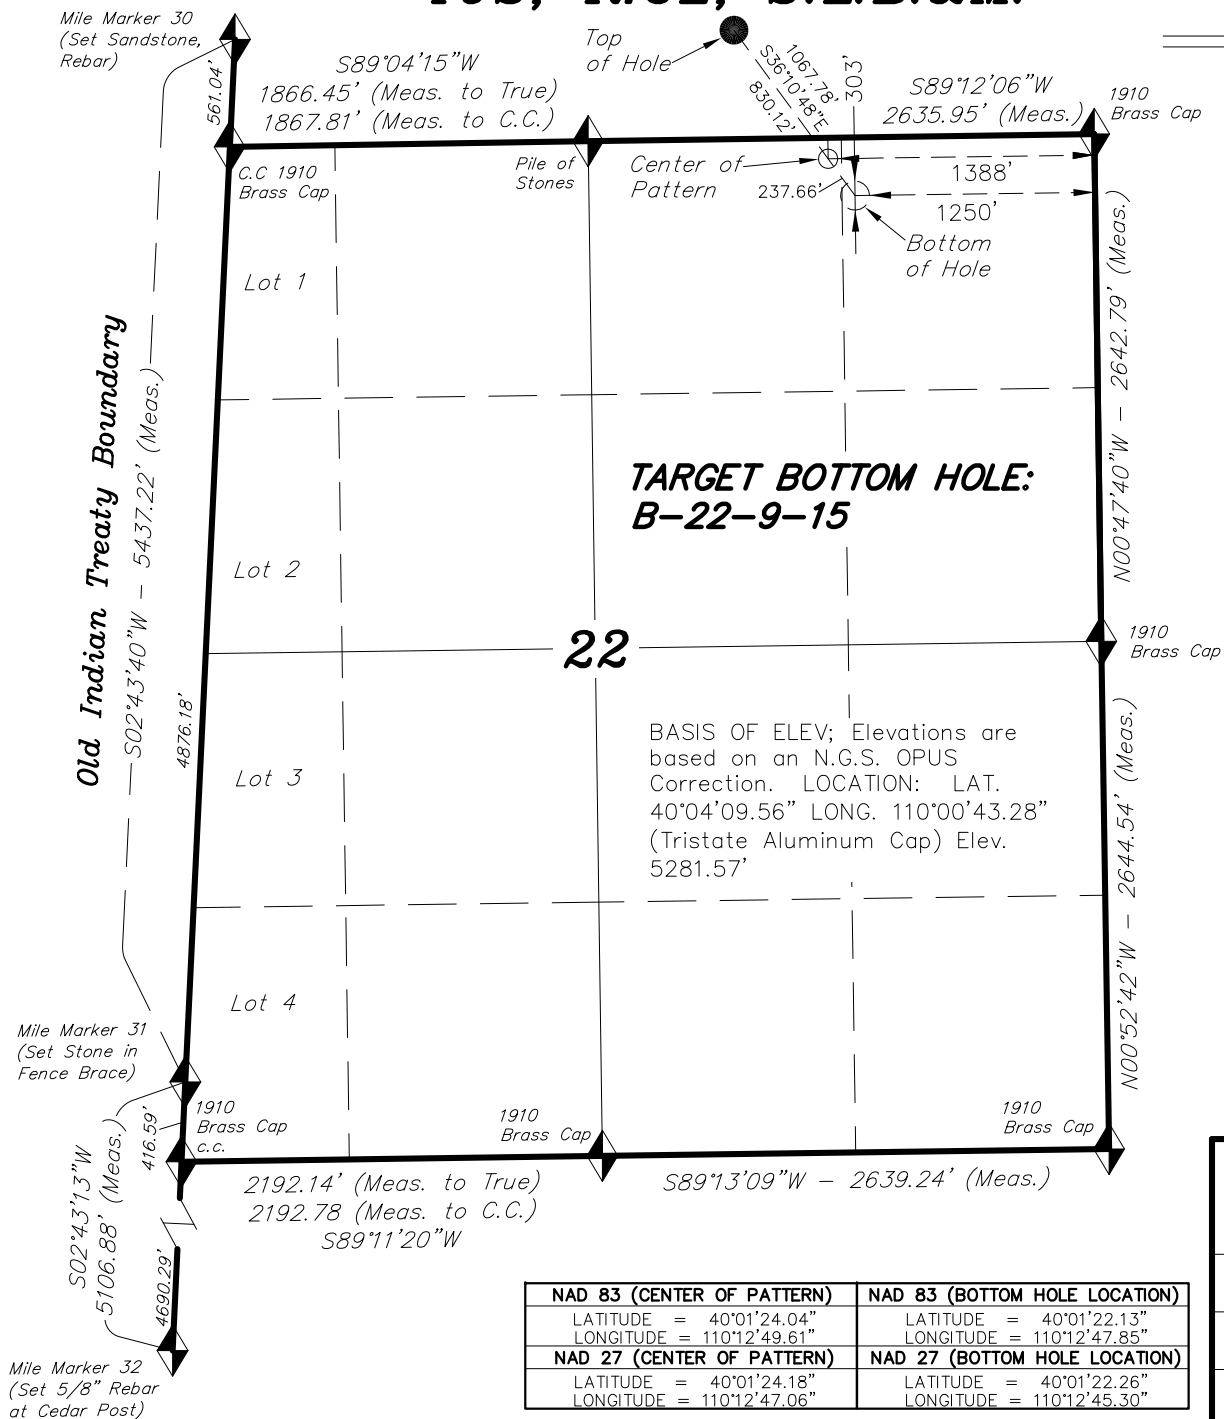 Mile Marker 30
(Set Sandstone,
Rebar)
561.04'
S89°04'15"W
1866.45' (Meas. to True)
1867.81' (Meas. to C.C.)
Top
of Hole
1067.78'
S36°10'48"E
830.12'
303'
S89°12'06"W
2635.95' (Meas.)
1910
Brass Cap
C.C 1910
Brass Cap
Pile of
Stones
Center of
Pattern
237.66'
1388'
1250'
Bottom
of Hole
Lot 1
Old Indian Treaty Boundary
S02°43'40"W - 5437.22' (Meas.)
N00°47'40"W - 2642.79' (Meas.)
TARGET BOTTOM HOLE:
B-22-9-15
Lot 2
22
1910
Brass Cap
4876.18'
Lot 3
BASIS OF ELEV; Elevations are
based on an N.G.S. OPUS
Correction. LOCATION: LAT.
40°04'09.56" LONG. 110°00'43.28"
(Tristate Aluminum Cap) Elev.
5281.57'
N00°52'42"W - 2644.54' (Meas.)
Lot 4
Mile Marker 31
(Set Stone in
Fence Brace)
416.59'
1910
Brass Cap
c.c.
1910
Brass Cap
1910
Brass Cap
2192.14' (Meas. to True)
2192.78 (Meas. to C.C.)
S89°11'20"W
S89°13'09"W - 2639.24' (Meas.)
S02°43'13"W
5106.88' (Meas.)
4690.29'
Mile Marker 32
(Set 5/8" Rebar
at Cedar Post)
NAD 83 (CENTER OF PATTERN)
LATITUDE = 40°01'24.04"
LONGITUDE = 110°12'49.61"
NAD 83 (BOTTOM HOLE LOCATION)
LATITUDE = 40°01'22.13"
LONGITUDE = 110°12'47.85"
NAD 27 (CENTER OF PATTERN)
LATITUDE = 40°01'24.18"
LONGITUDE = 110°12'47.06"
NAD 27 (BOTTOM HOLE LOCATION)
LATITUDE = 40°01'22.26"
LONGITUDE = 110°12'45.30"